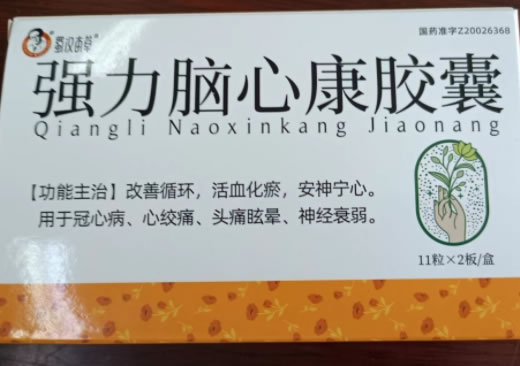 国药准字Z20026368
强力脑心康胶囊
Qiangli Naoxinkang Jiaonang
【功能主治】改善循环，活血化瘀，安神宁心。
用于冠心病、心绞痛、头痛眩晕、神经衰弱。
11粒×2板/盒